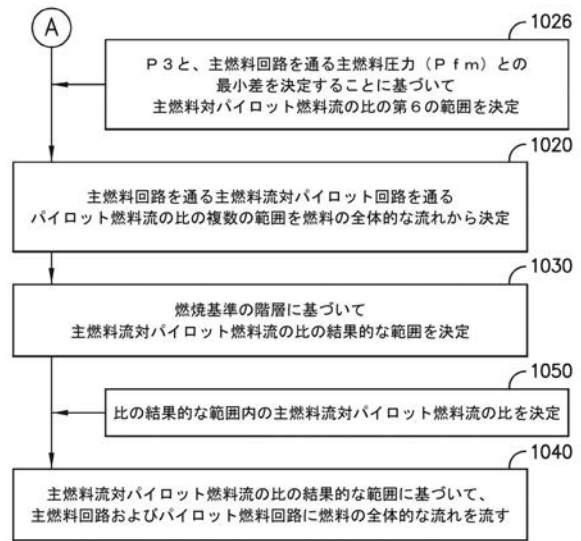 A
1026
P3と、主燃料回路を通る主燃料圧力(Pfm)との
最小差を決定することに基づいて
主燃料対パイロット燃料流の比の第6の範囲を決定
1020
主燃料回路を通る主燃料流対パイロット回路を通る
パイロット燃料流の比の複数の範囲を燃料の全体的な流れから決定
1030
燃焼基準の階層に基づいて
主燃料流対パイロット燃料流の比の結果的な範囲を決定
1050
比の結果的な範囲内の主燃料流対パイロット燃料流の比を決定
1040
主燃料流対パイロット燃料流の比の結果的な範囲に基づいて、
主燃料回路およびパイロット燃料回路に燃料の全体的な流れを流す